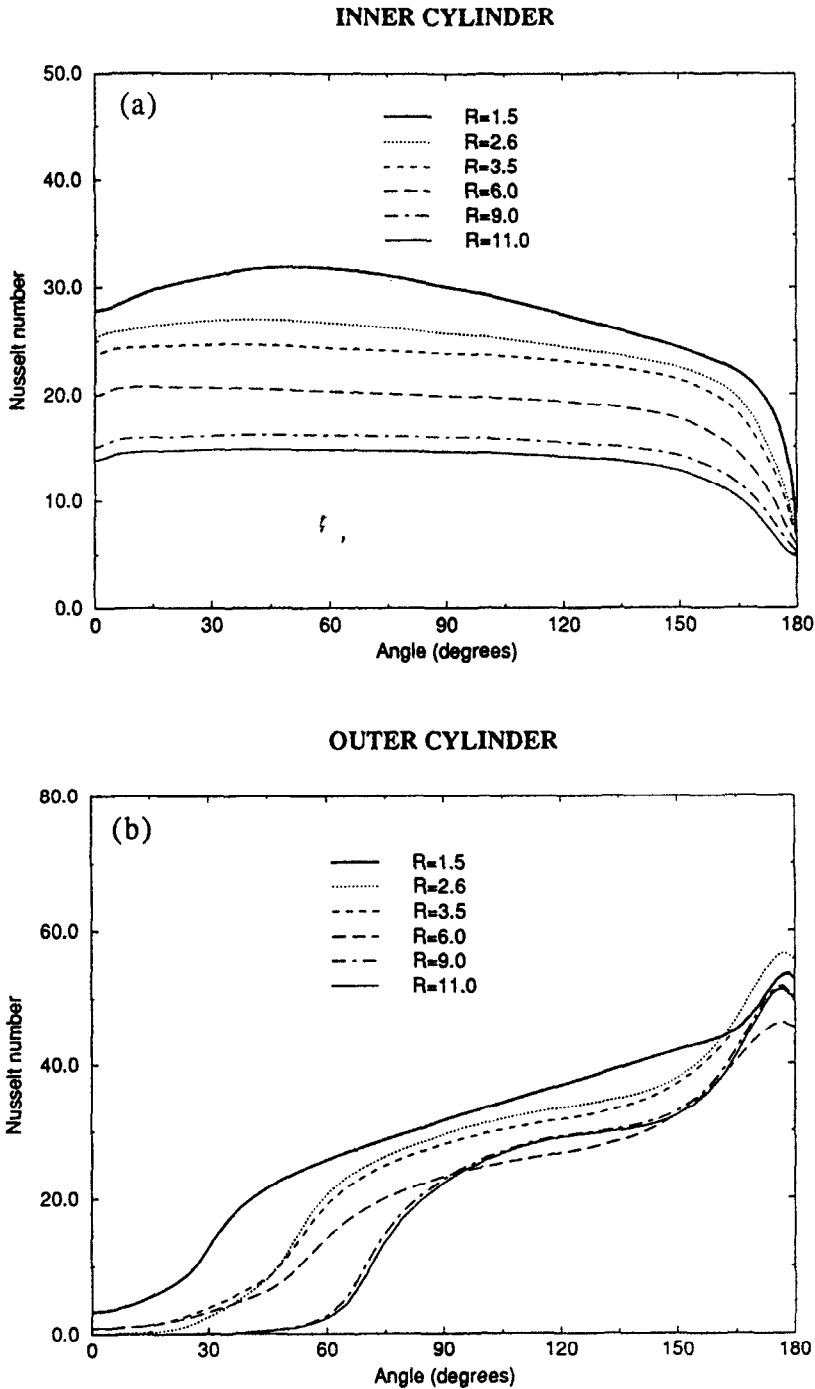 INNER CYLINDER
(a)
R=1.5
R=2.6
R=3.5
R=6.0
R=9.0
R=11.0
50.0
40.0
30.0
20.0
10.0
0.0
Nusselt number
0 30 60 90 120 150 180
Angle (degrees)
OUTER CYLINDER
(b)
R=1.5
R=2.6
R=3.5
R=6.0
R=9.0
R=11.0
80.0
60.0
40.0
20.0
0.0
Nusselt number
0 30 60 90 120 150 180
Angle (degrees)